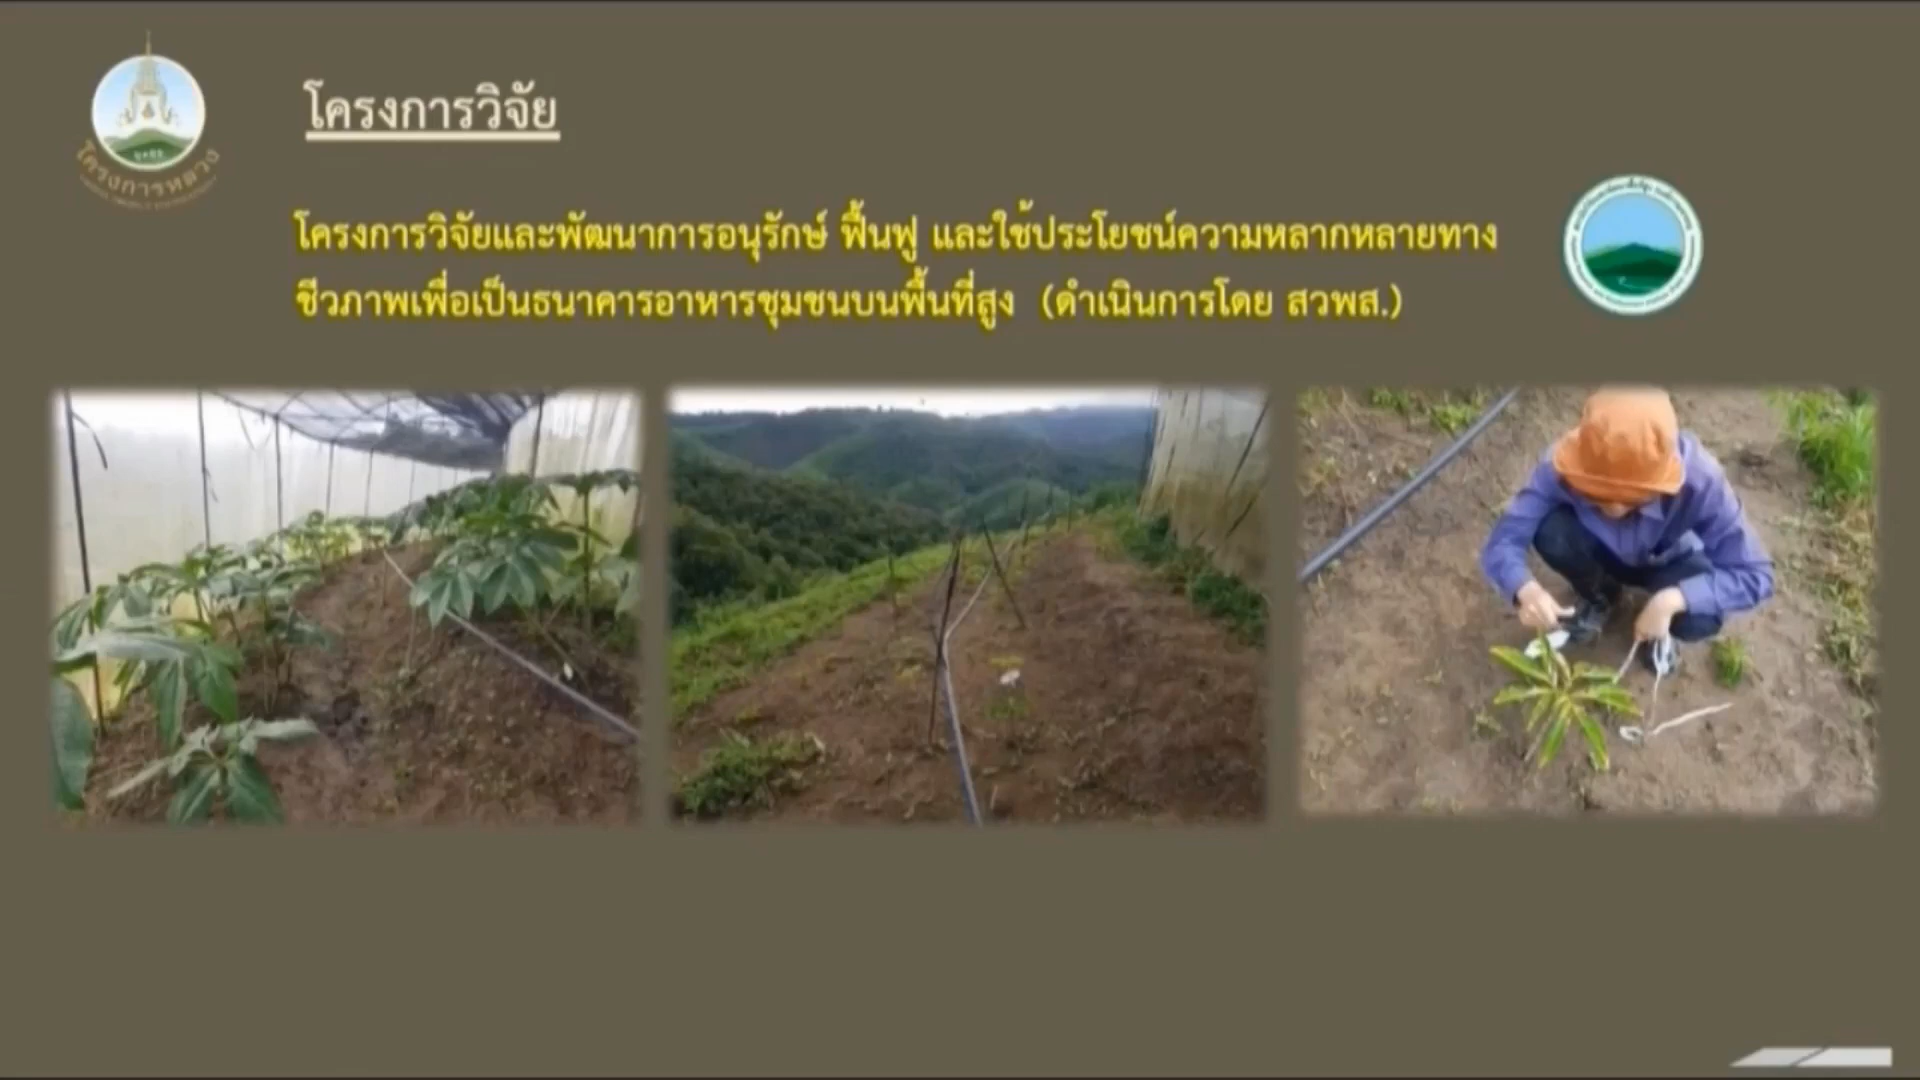 โครงการวิจัย
โครงการหลวง
โครงการวิจัยและพัฒนาการอนุรักษ์ ฟื้นฟู และใช้ประโยชน์ความหลากหลายทาง
ชีวภาพเพื่อเป็นธนาคารอาหารชุมชนบนพื้นที่สูง (ดำเนินการโดย สวพส.)